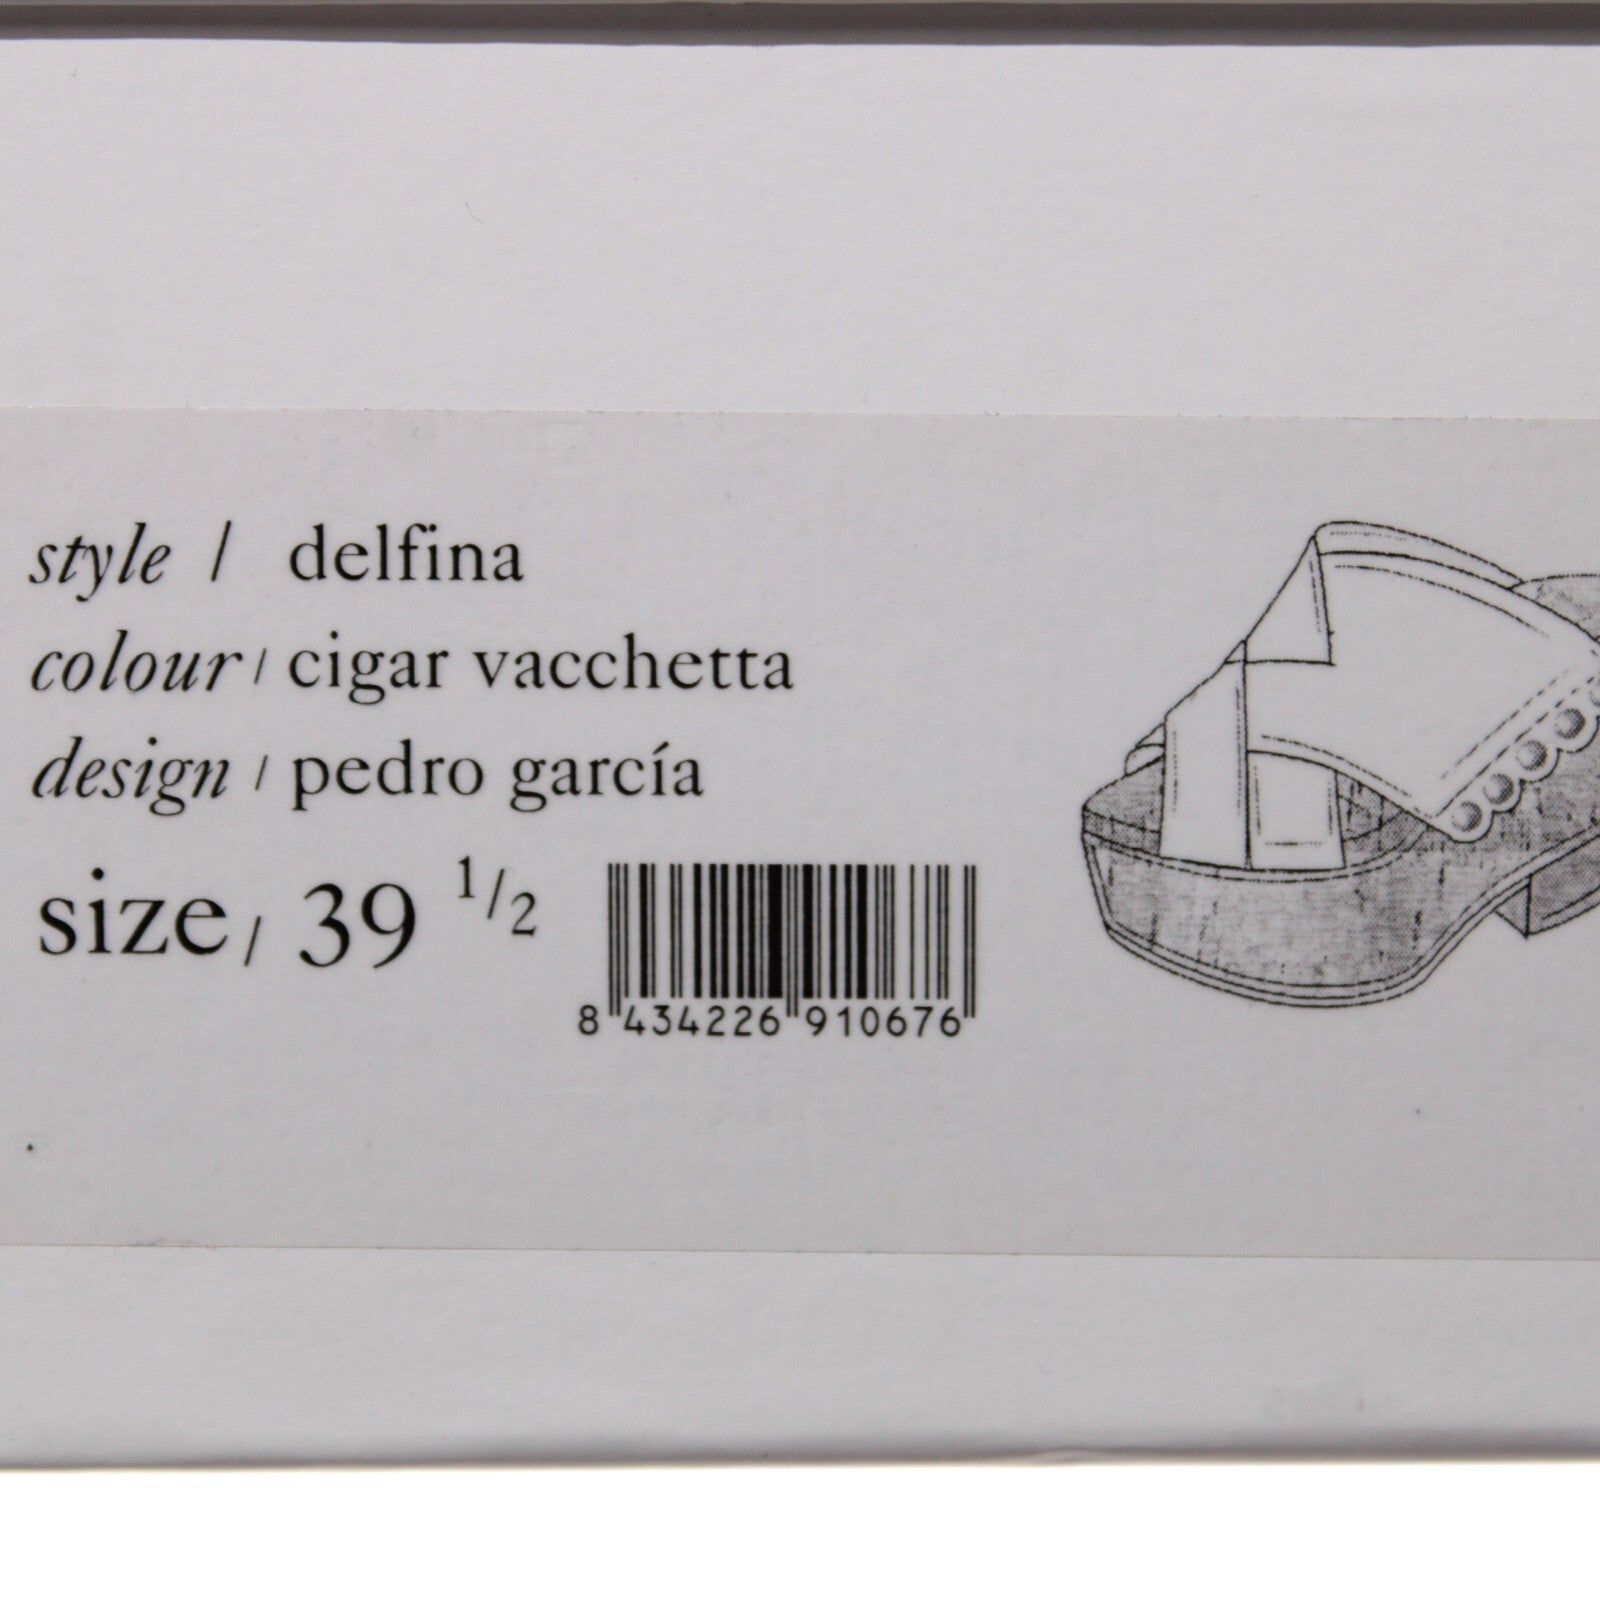 style / delfina
colour / cigar vacchetta
design / pedro garcía
size / 39 1/2
8 434226 910676